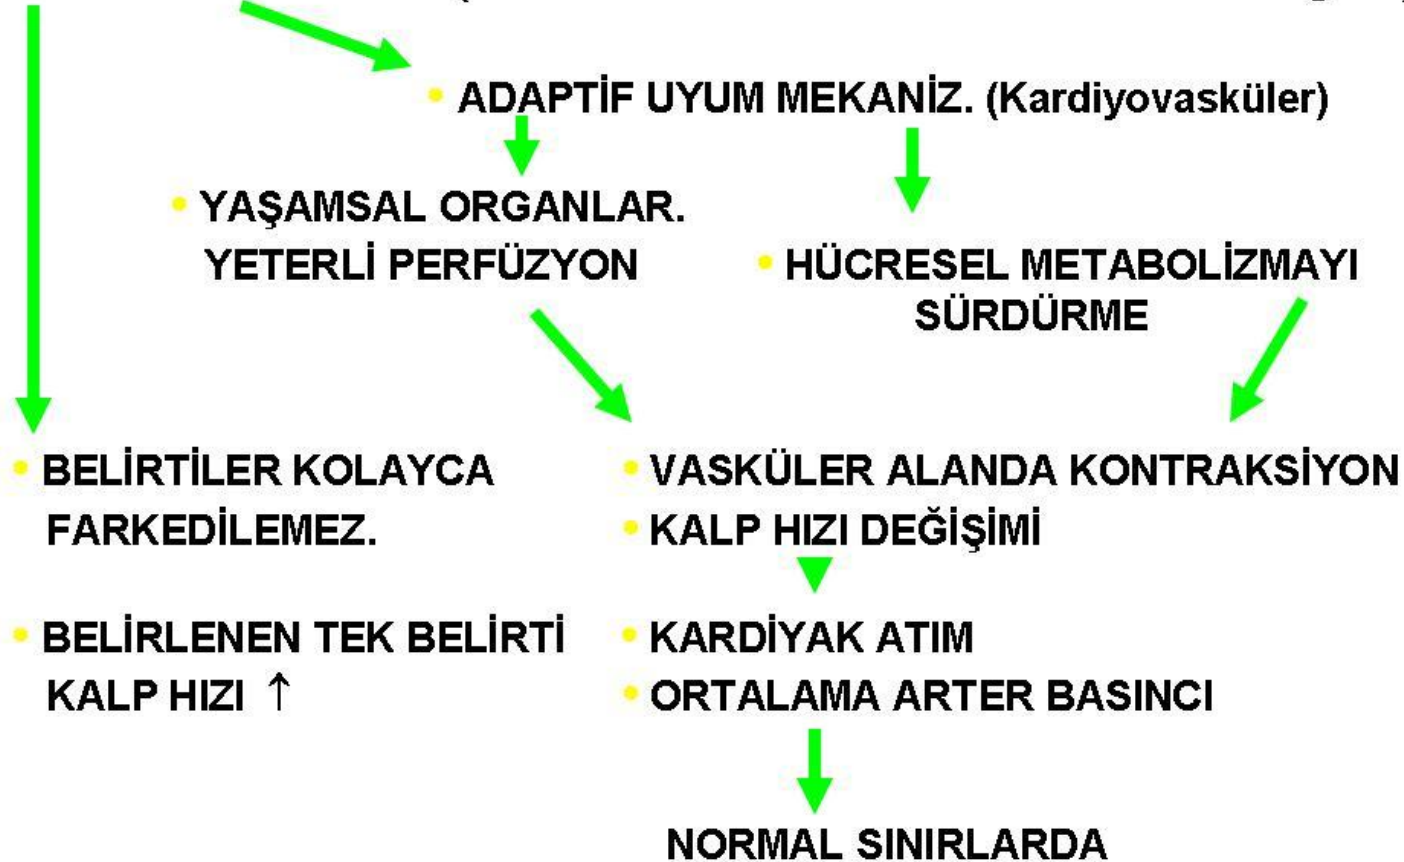 • ADAPTİF UYUM MEKANİZ. (Kardiyovasküler)
• YAŞAMSAL ORGANLAR.
YETERLİ PERFÜZYON
• HÜCRESEL METABOLİZMAYI
SÜRDÜRME
• BELİRTİLER KOLAYCA
FARKEDİLEMEZ.
• BELİRLENEN TEK BELİRTİ
KALP HIZI ↑
• VASKÜLER ALANDA KONTRAKSİYON
• KALP HIZI DEĞİŞİMİ
• KARDİYAK ATIM
• ORTALAMA ARTER BASINCI
NORMAL SINIRLARDA